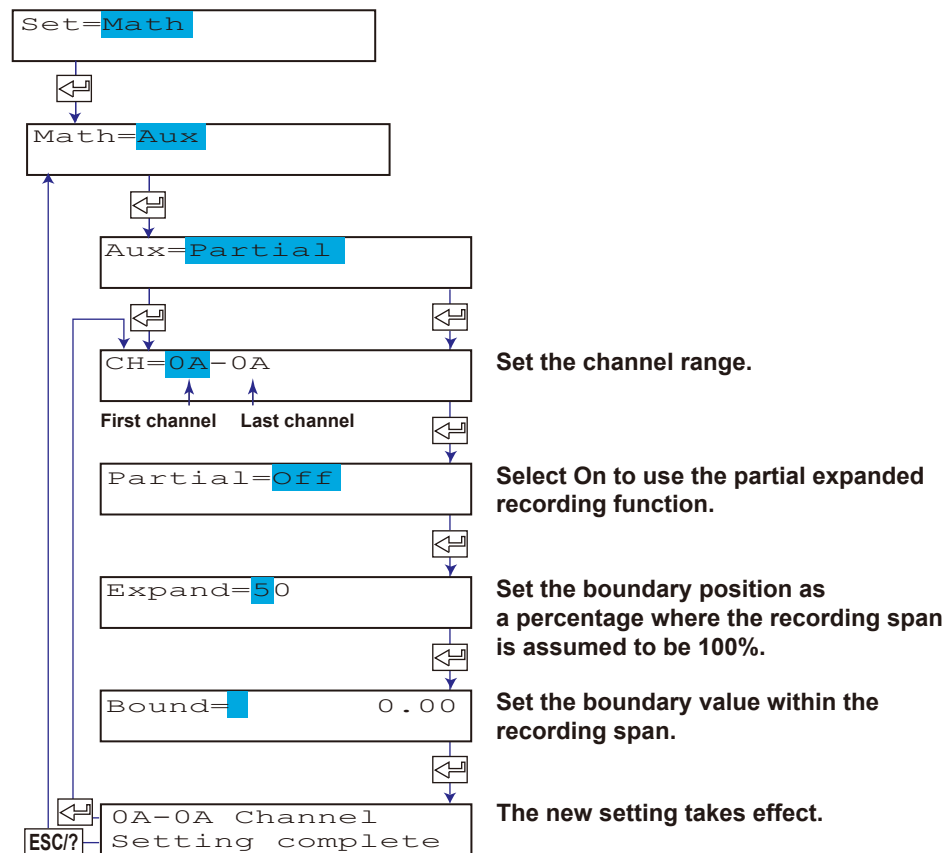 Set=Math
Math=Aux
Aux=Partial
CH=0A-0A
Set the channel range.
First channel Last channel
Partial=Off
Select On to use the partial expanded
recording function.
Expand=50
Set the boundary position as
a percentage where the recording span
is assumed to be 100%.
Bound= 0.00
Set the boundary value within the
recording span.
0A-0A Channel
Setting complete
The new setting takes effect.
ESC/?